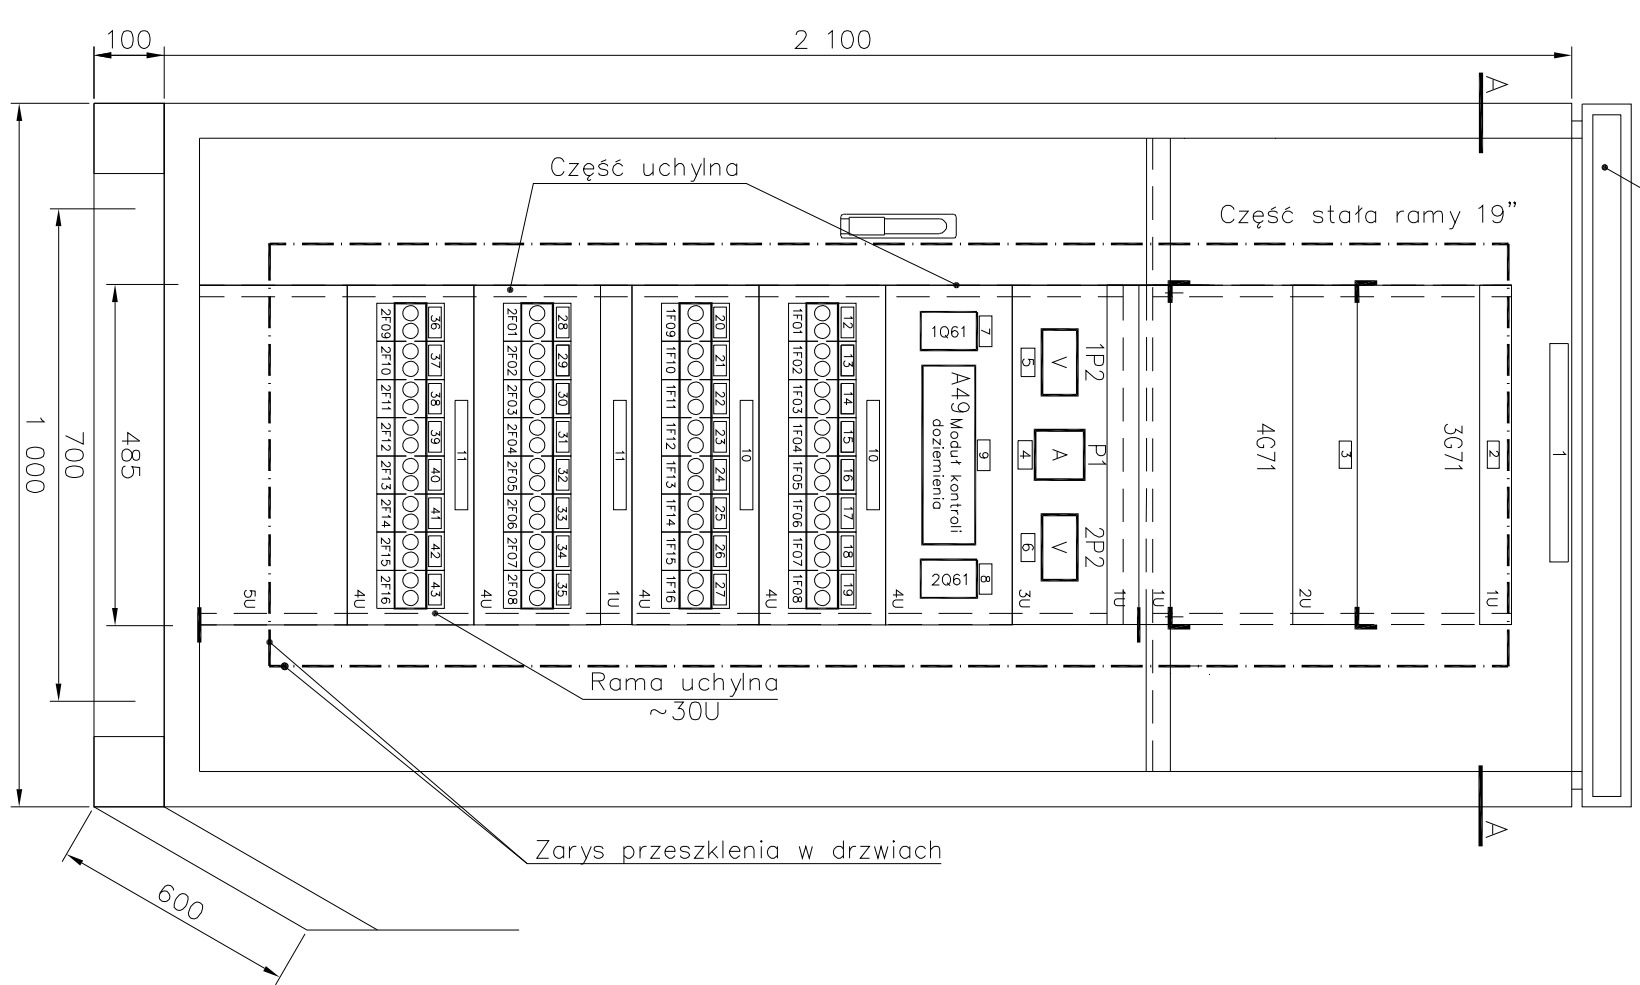 100
2 100
A
Część uchylna
Część stała ramy 19"
1 000
700
485
2F09
2F10
2F11
2F12
2F13
2F14
2F15
2F16
36
37
38
39
40
41
42
43
11
2F01
2F02
2F03
2F04
2F05
2F06
2F07
2F08
28
29
30
31
32
33
34
35
11
1F09
1F10
1F11
1F12
1F13
1F14
1F15
1F16
20
21
22
23
24
25
26
27
10
1F01
1F02
1F03
1F04
1F05
1F06
1F07
1F08
12
13
14
15
16
17
18
19
10
1Q61
7
A49 Moduł kontroli
doziemienia
9
2Q61
8
1P2
V
5
P1
A
4
2P2
V
6
4G71
3
3G71
2
1
5U
4U
4U
1U
4U
4U
4U
3U
1U
1U
2U
1U
Rama uchylna
~30U
Zarys przeszklenia w drzwiach
A
600